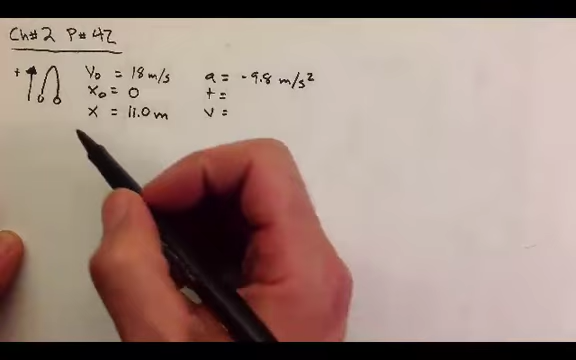 Ch#2 P#42
+ V₀ = 18 m/s a = -9.8 m/s²
X₀ = 0 t =
X = 11.0 m V =